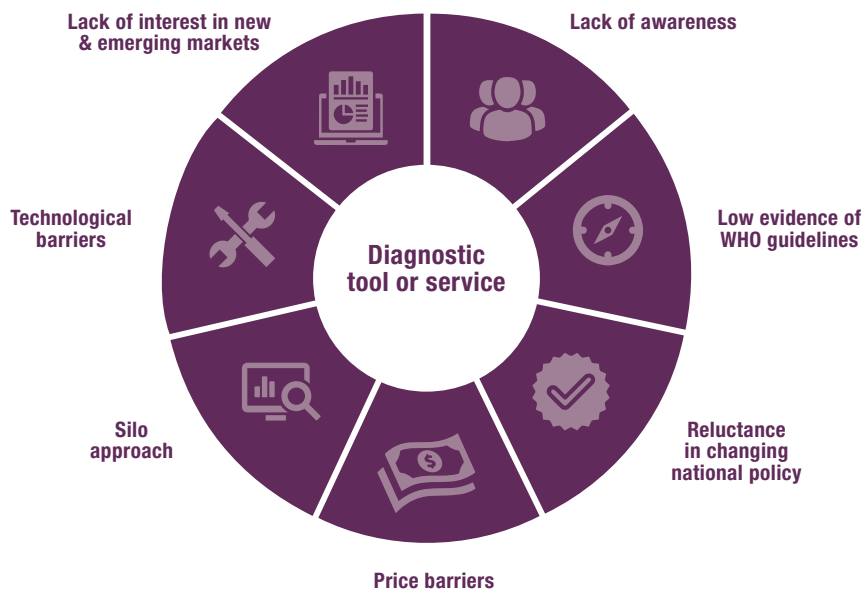 Lack of interest in new
& emerging markets
Lack of awareness
Technological
barriers
Diagnostic
tool or service
Low evidence of
WHO guidelines
Silo
approach
Reluctance
in changing
national policy
$
Price barriers